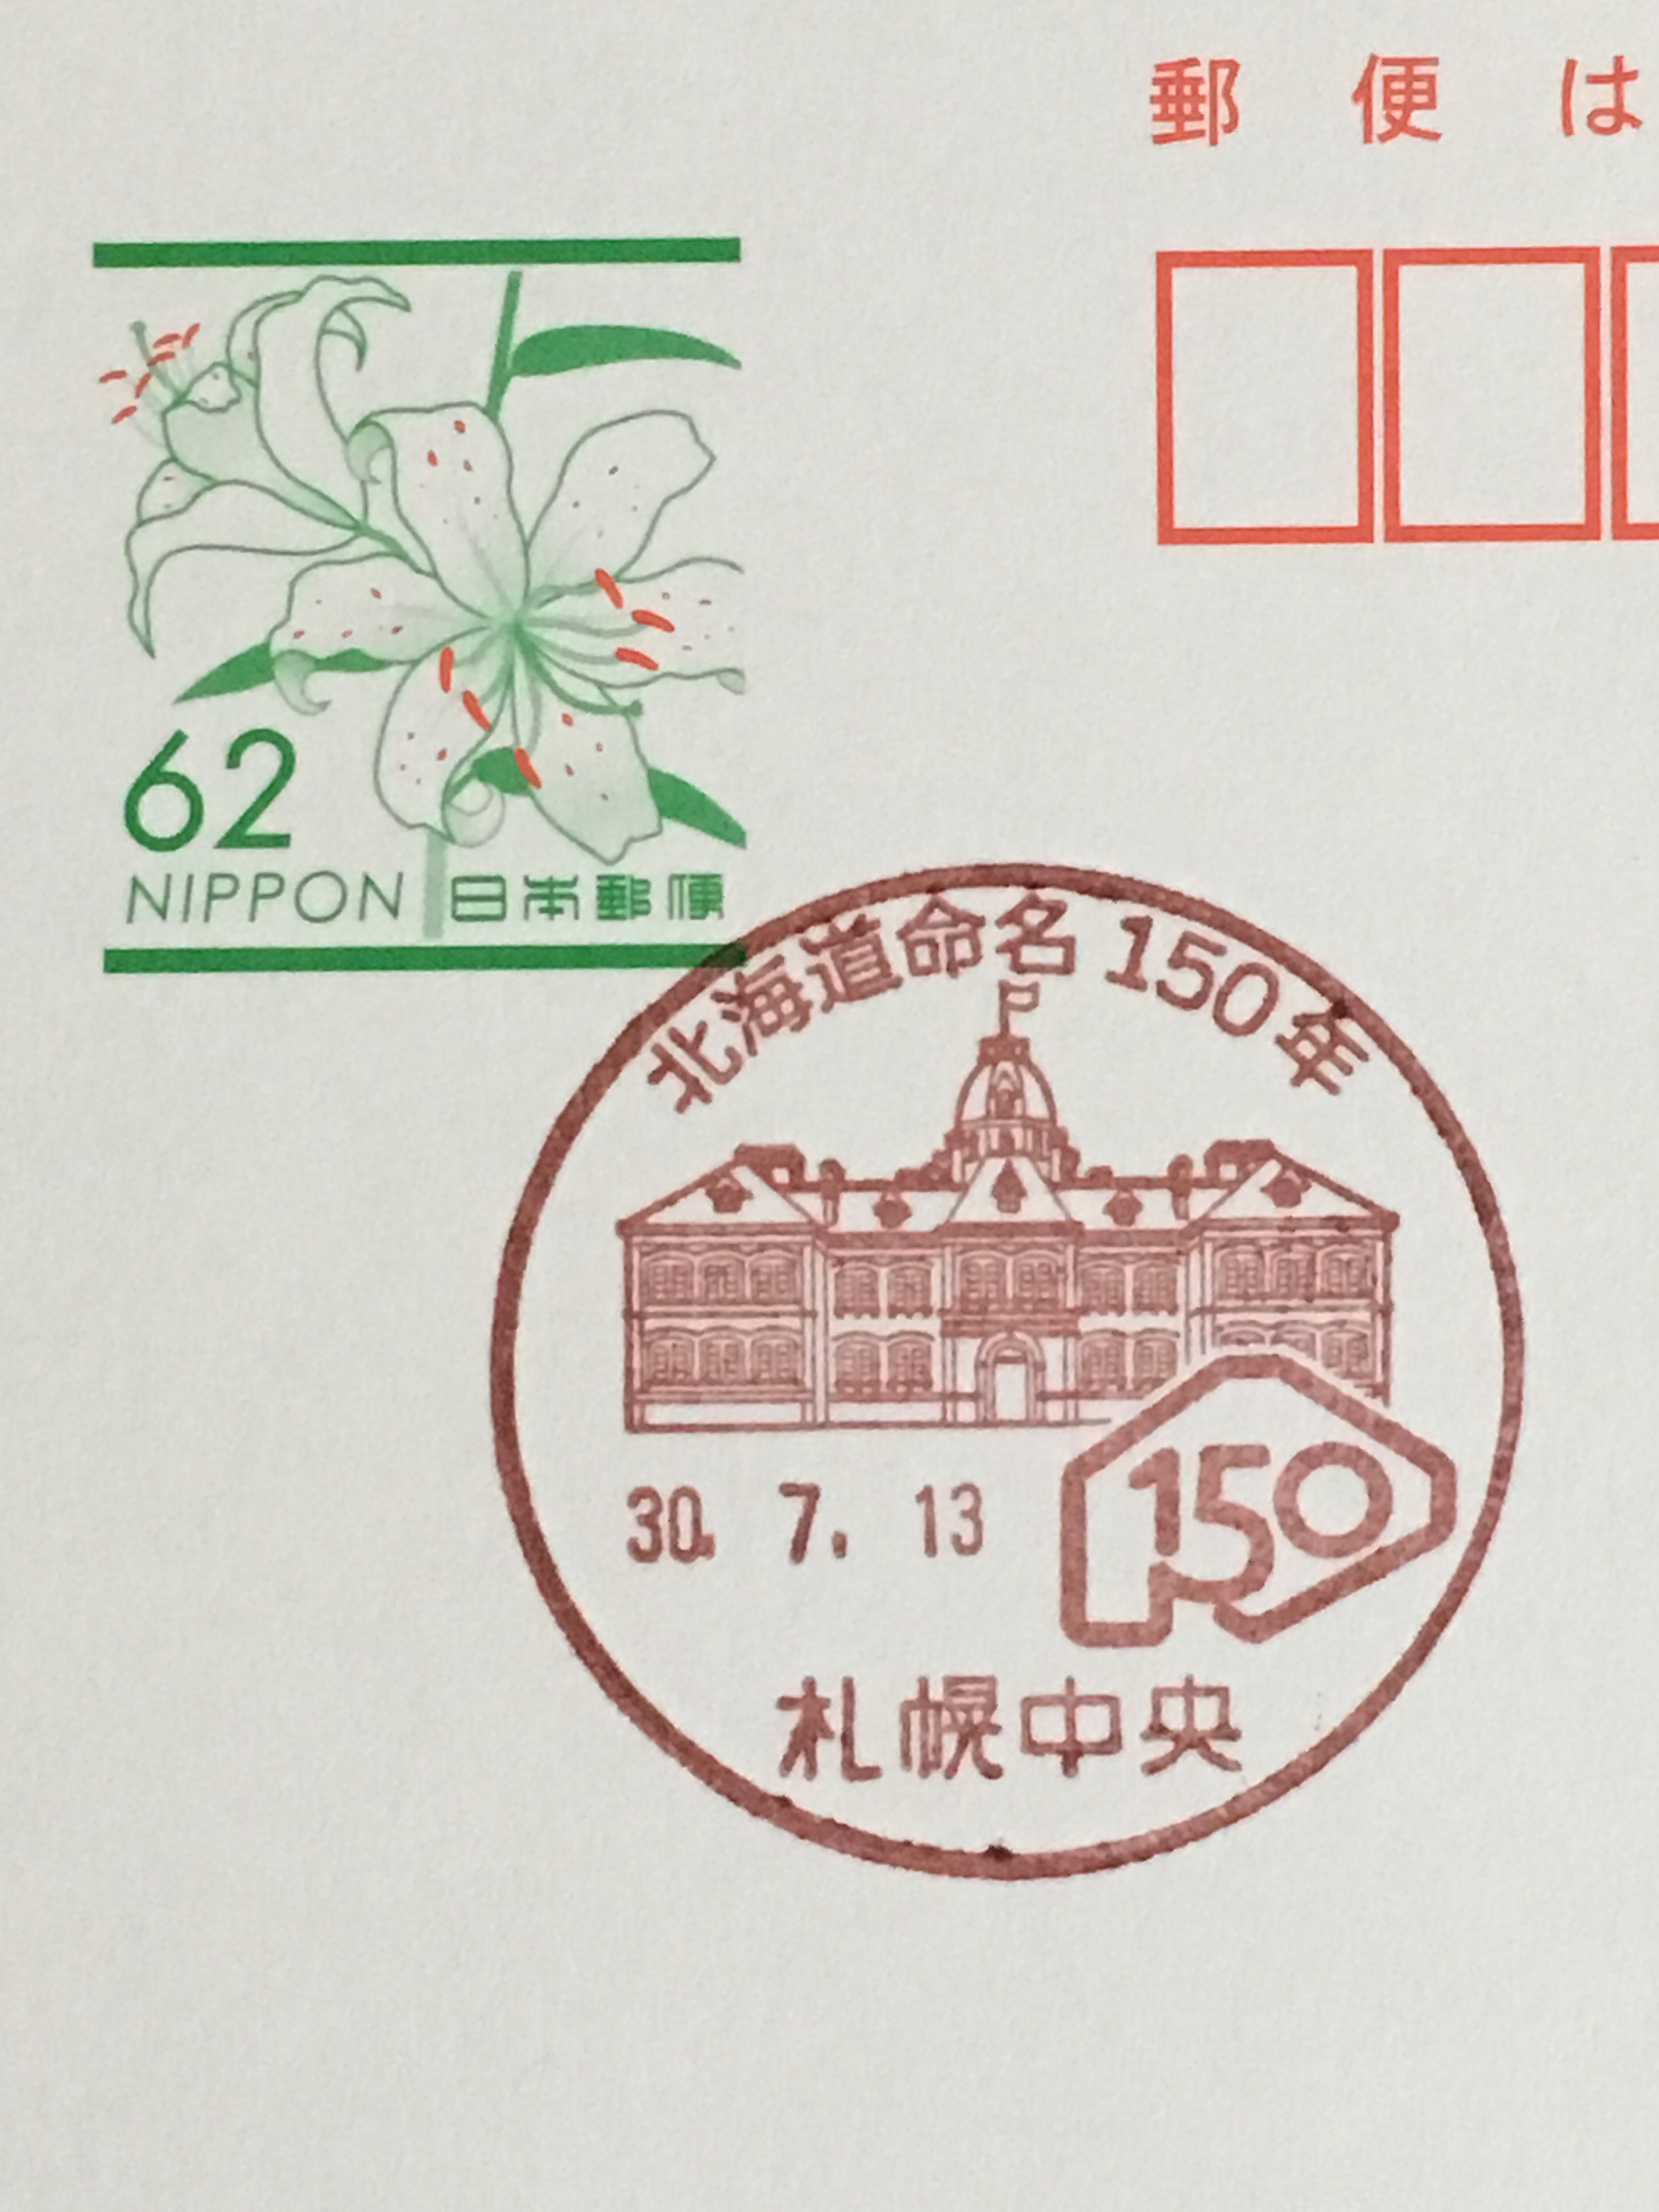 郵便は
62
NIPPON 日本郵便
北海道命名150年
30. 7. 13
150
札幌中央